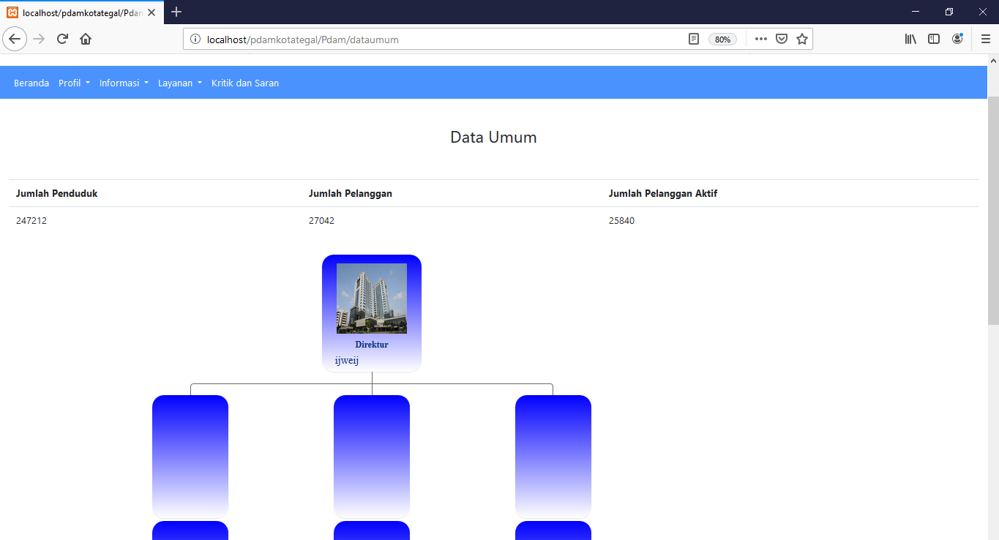 localhost/pdamkotategal/Pdam
localhost/pdamkotategal/Pdam/dataumum
80%
Beranda Profil Informasi Layanan Kritik dan Saran
Data Umum
Jumlah Penduduk Jumlah Pelanggan Jumlah Pelanggan Aktif
247212 27042 25840
Direktur
ijweij